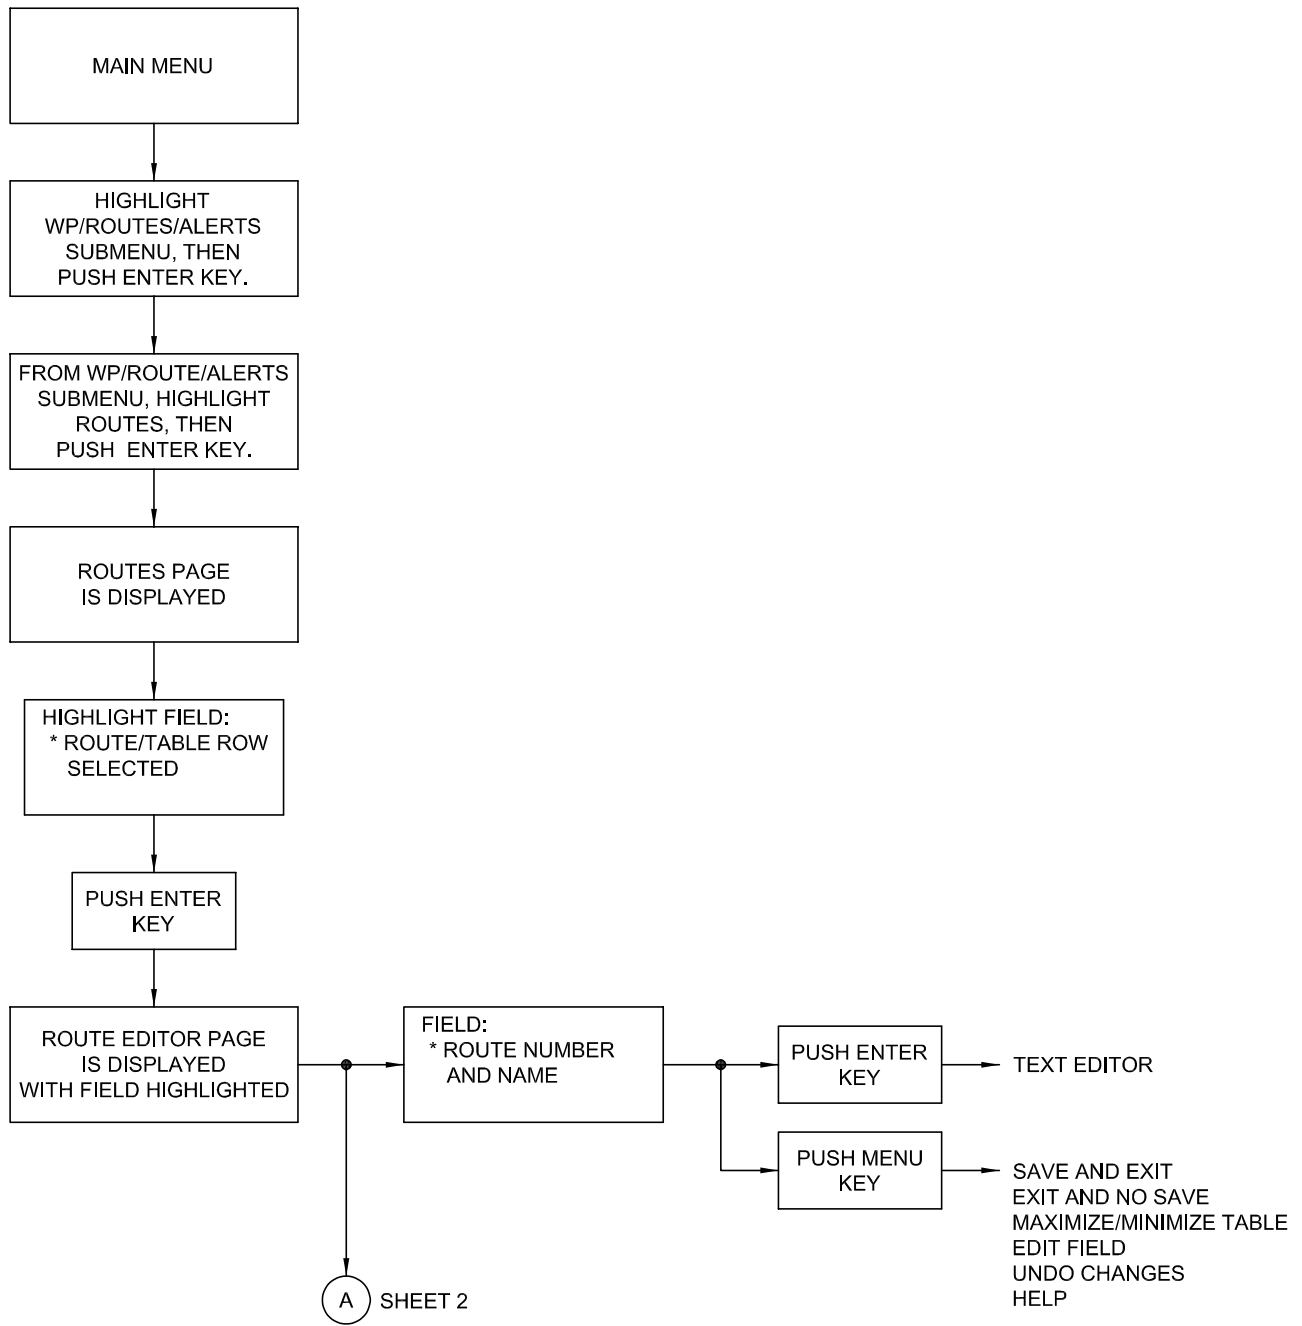 MAIN MENU
HIGHLIGHT
WP/ROUTES/ALERTS
SUBMENU, THEN
PUSH ENTER KEY.
FROM WP/ROUTE/ALERTS
SUBMENU, HIGHLIGHT
ROUTES, THEN
PUSH ENTER KEY.
ROUTES PAGE
IS DISPLAYED
HIGHLIGHT FIELD:
* ROUTE/TABLE ROW
SELECTED
PUSH ENTER
KEY
ROUTE EDITOR PAGE
IS DISPLAYED
WITH FIELD HIGHLIGHTED
FIELD:
* ROUTE NUMBER
AND NAME
PUSH ENTER
KEY
TEXT EDITOR
PUSH MENU
KEY
SAVE AND EXIT
EXIT AND NO SAVE
MAXIMIZE/MINIMIZE TABLE
EDIT FIELD
UNDO CHANGES
HELP
A SHEET 2